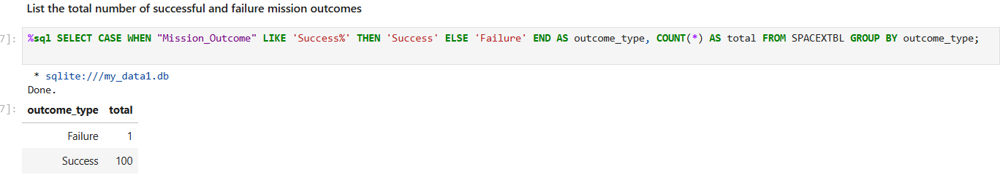 List the total number of successful and failure mission outcomes
7]: %sql SELECT CASE WHEN "Mission_Outcome" LIKE 'Success%' THEN 'Success' ELSE 'Failure' END AS outcome_type, COUNT(*) AS total FROM SPACEXTBL GROUP BY outcome_type;
* sqlite:///my_data1.db
Done.
7]: outcome_type total
Failure 1
Success 100